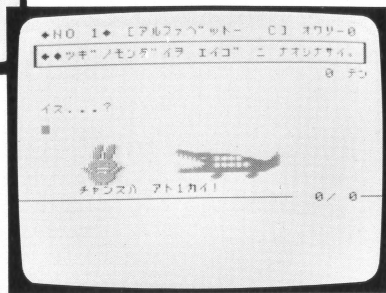 ◆NO 1◆ [アルファベットー C] オワリ－0
◆◆ツギノモンダイヲ エイゴ ニ ナオシナサイ。
0 テン
イス...?
チャンスハ アト1カイ!
0/ 0